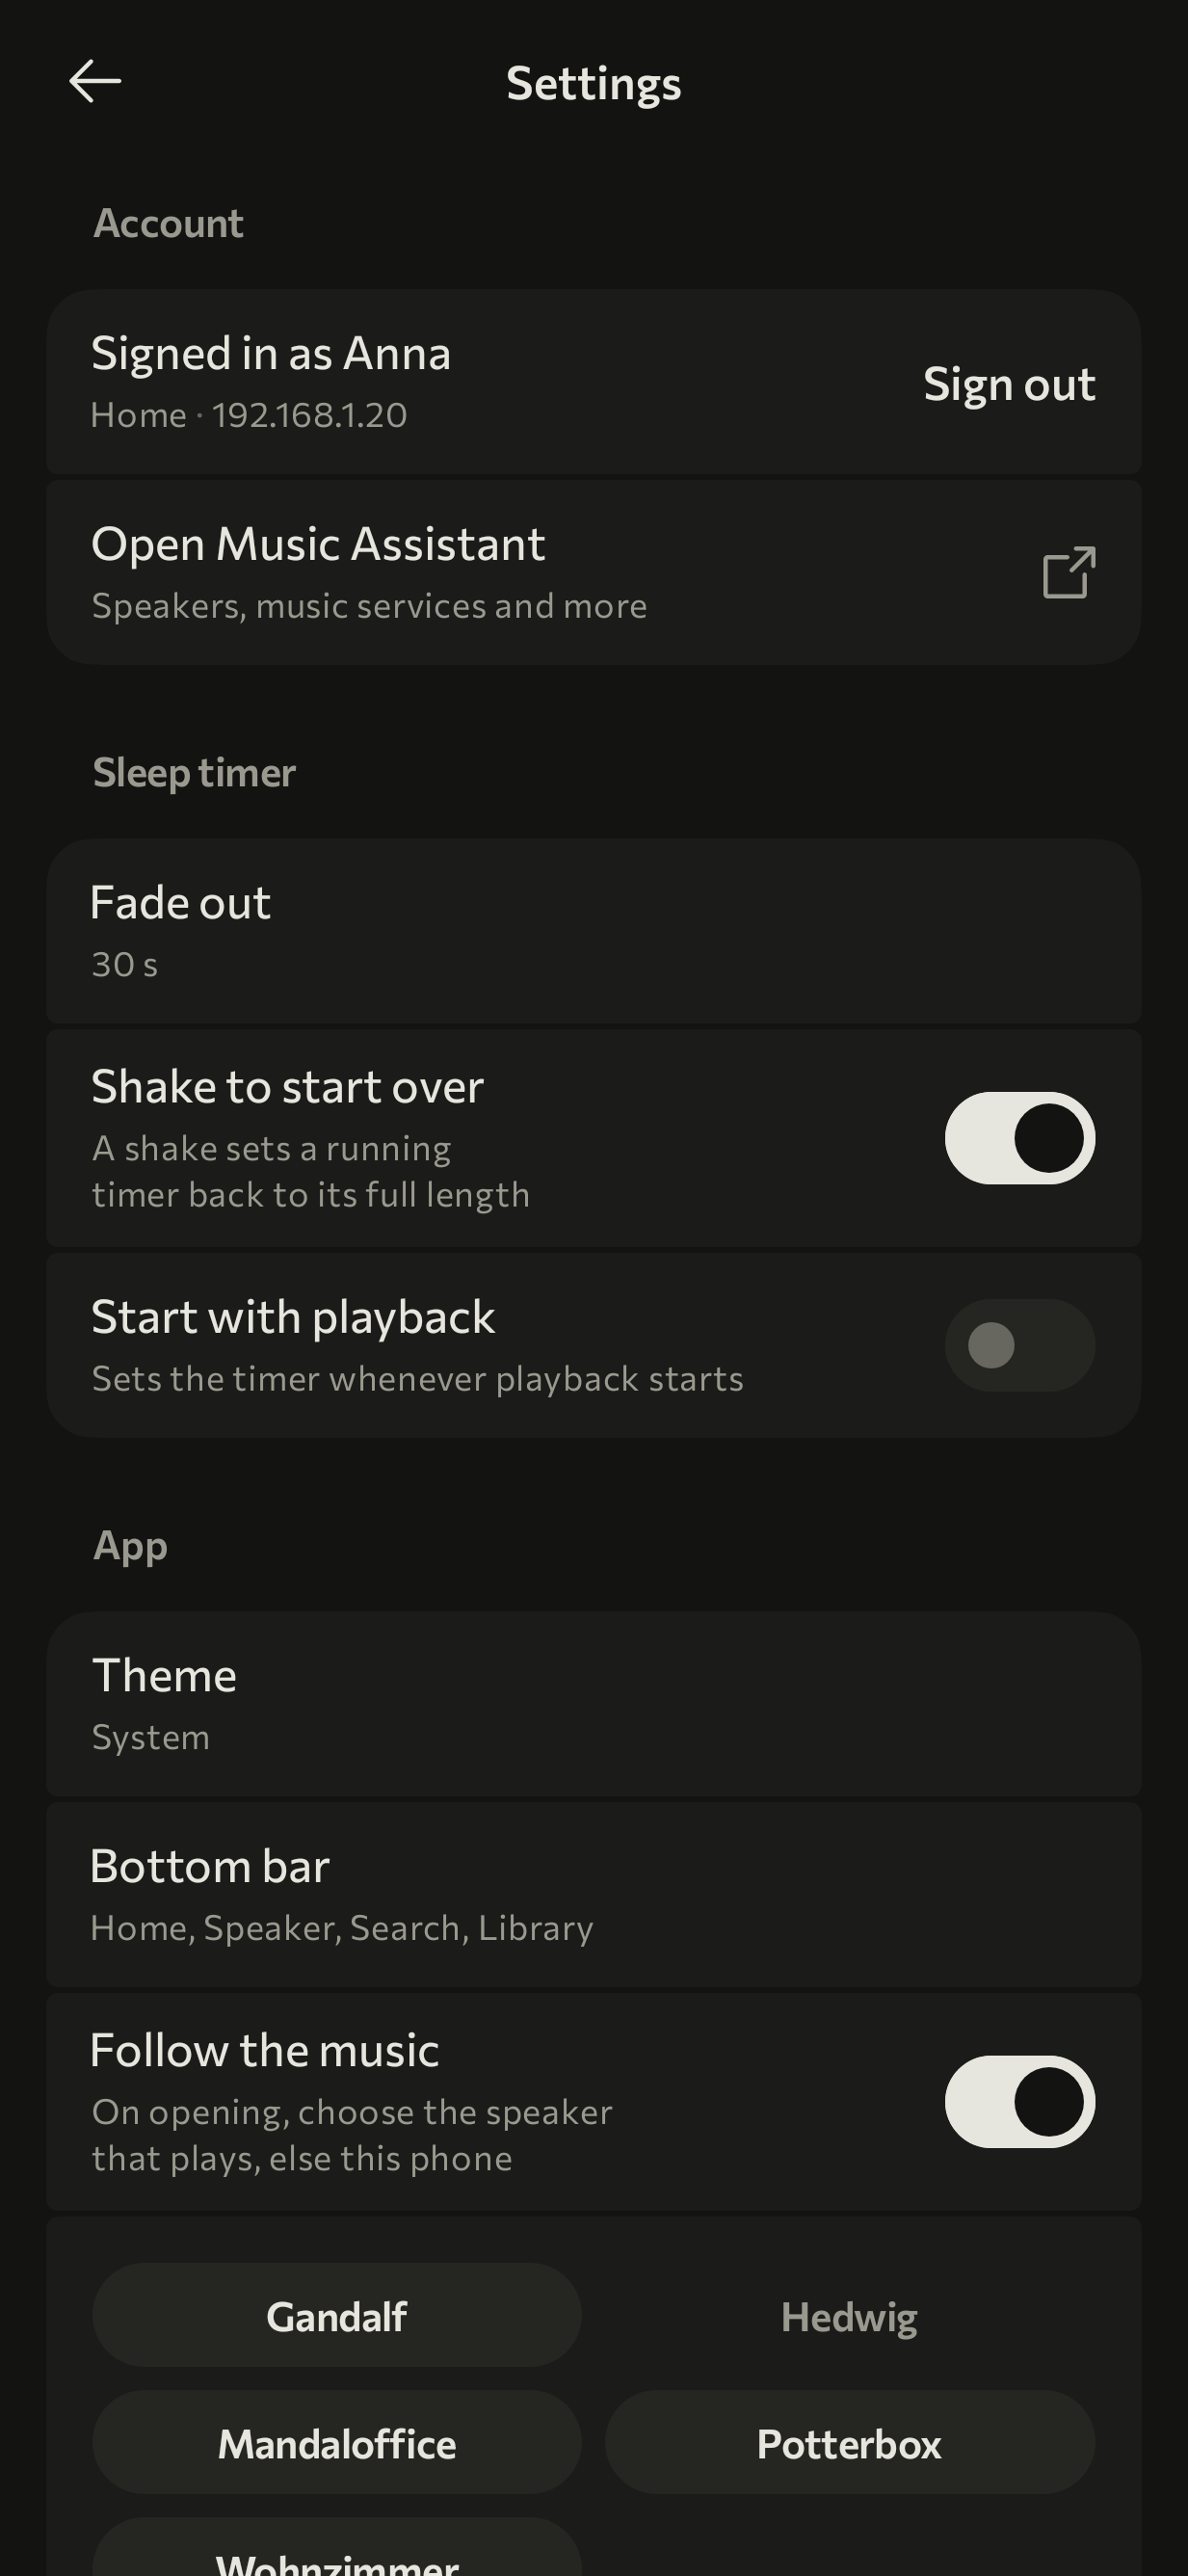 Settings
Account
Signed in as Anna
Home · 192.168.1.20
Sign out
Open Music Assistant
Speakers, music services and more
Sleep timer
Fade out
30 s
Shake to start over
A shake sets a running
timer back to its full length
Start with playback
Sets the timer whenever playback starts
App
Theme
System
Bottom bar
Home, Speaker, Search, Library
Follow the music
On opening, choose the speaker
that plays, else this phone
Gandalf
Hedwig
Mandaloffice
Potterbox
Wohnzimmer